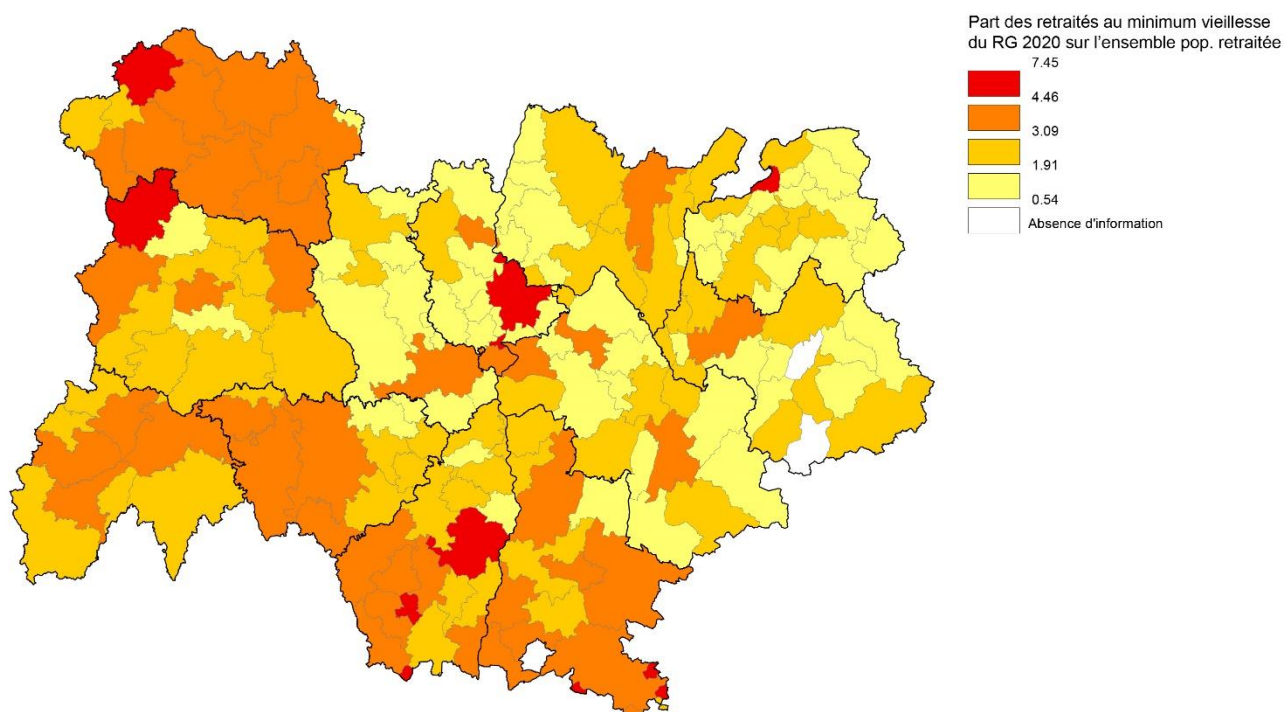 Part des retraités au minimum vieillesse
du RG 2020 sur l'ensemble pop. retraitée
7.45
4.46
3.09
1.91
0.54
Absence d'information